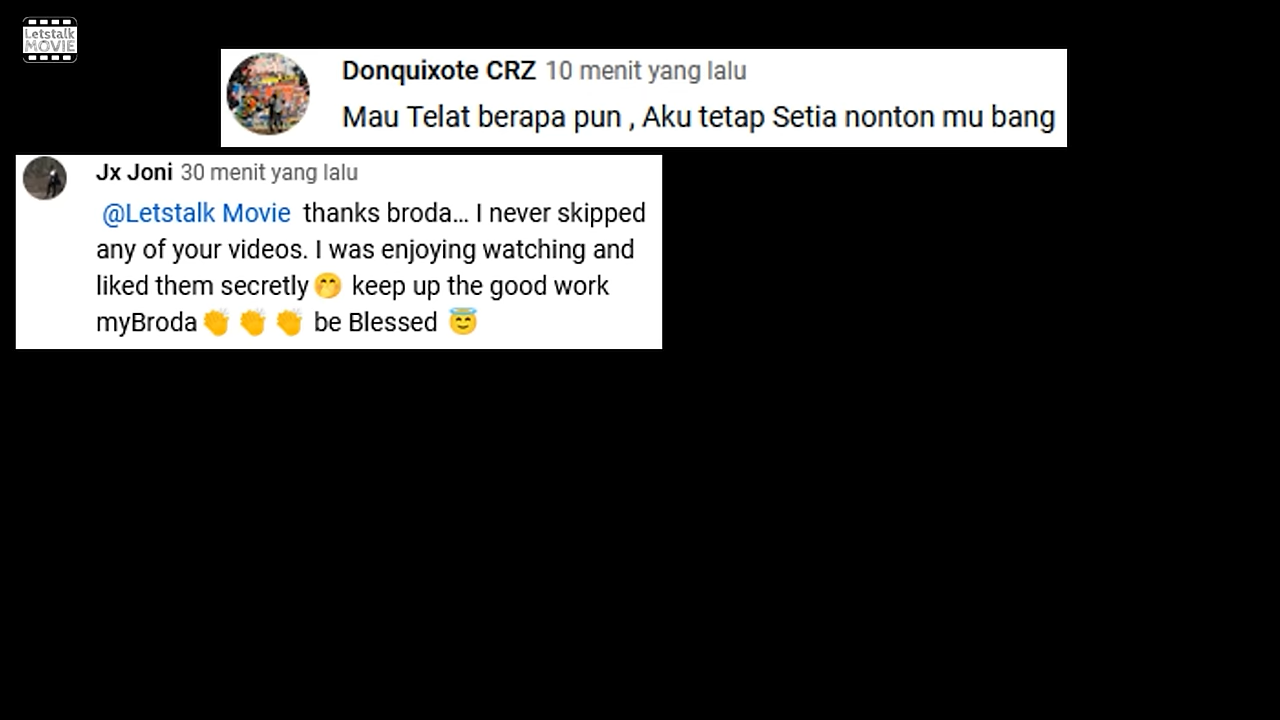 Letstalk
MOVIE
Donquixote CRZ 10 menit yang lalu
Mau Telat berapa pun , Aku tetap Setia nonton mu bang
Jx Joni 30 menit yang lalu
@Letstalk Movie thanks broda... I never skipped
any of your videos. I was enjoying watching and
liked them secretly🤭 keep up the good work
myBroda👏 👏 👏 be Blessed 😇